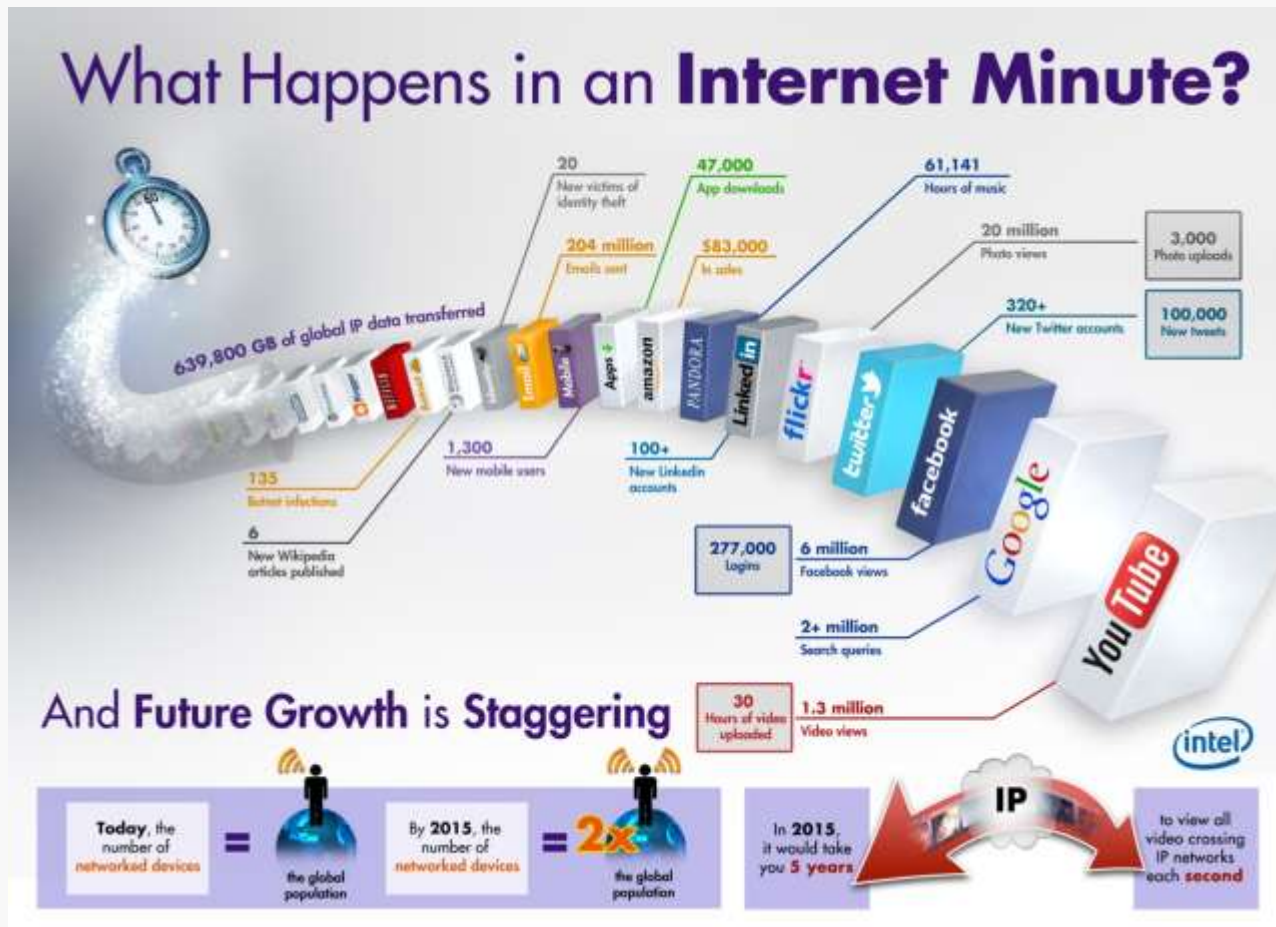 What Happens in an Internet Minute?
20
New victims of
identity theft
47,000
App downloads
61,141
Hours of music
204 million
Emails sent
$83,000
In sales
20 million
Photo views
3,000
Photo uploads
320+
New Twitter accounts
100,000
New tweets
639,800 GB of global IP data transferred
NETFLIX
Email
Mobile
Apps
amazon
PANDORA
Linked in
flickr
twitter
facebook
Google
YouTube
135
Botnet infections
6
New Wikipedia
articles published
1,300
New mobile users
100+
New Linkedin
accounts
277,000
Logins
6 million
Facebook views
2+ million
Search queries
30
Hours of video
uploaded
1.3 million
Video views
And Future Growth is Staggering
intel
Today, the
number of
networked devices
=
the global
population
By 2015, the
number of
networked devices
=
2x
the global
population
In 2015,
it would take
you 5 years
IP
to view all
video crossing
IP networks
each second